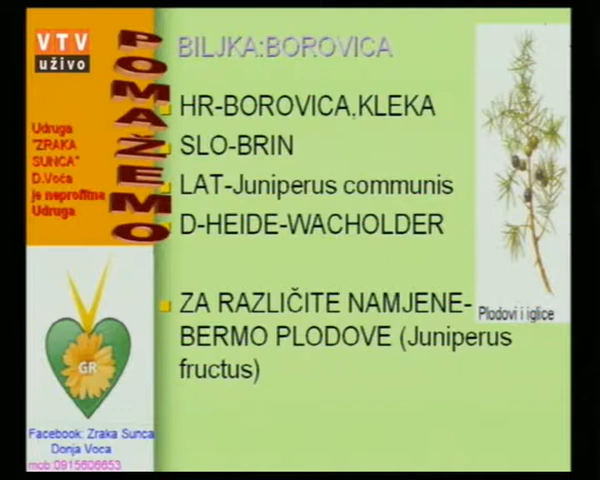 VTV
uživo
POMAŽEMO
Udruga
"ZRAKA
SUNCA"
D.Voča
je neprofitna
Udruga
BILJKA:BOROVICA
HR-BOROVICA,KLEKA
SLO-BRIN
LAT-Juniperus communis
D-HEIDE-WACHOLDER
ZA RAZLIČITE NAMJENE-
BERMO PLODOVE (Juniperus
fructus)
Plodovi i iglice
GR
Facebook: Zraka Sunca
Donja Voca
mob:0915606653